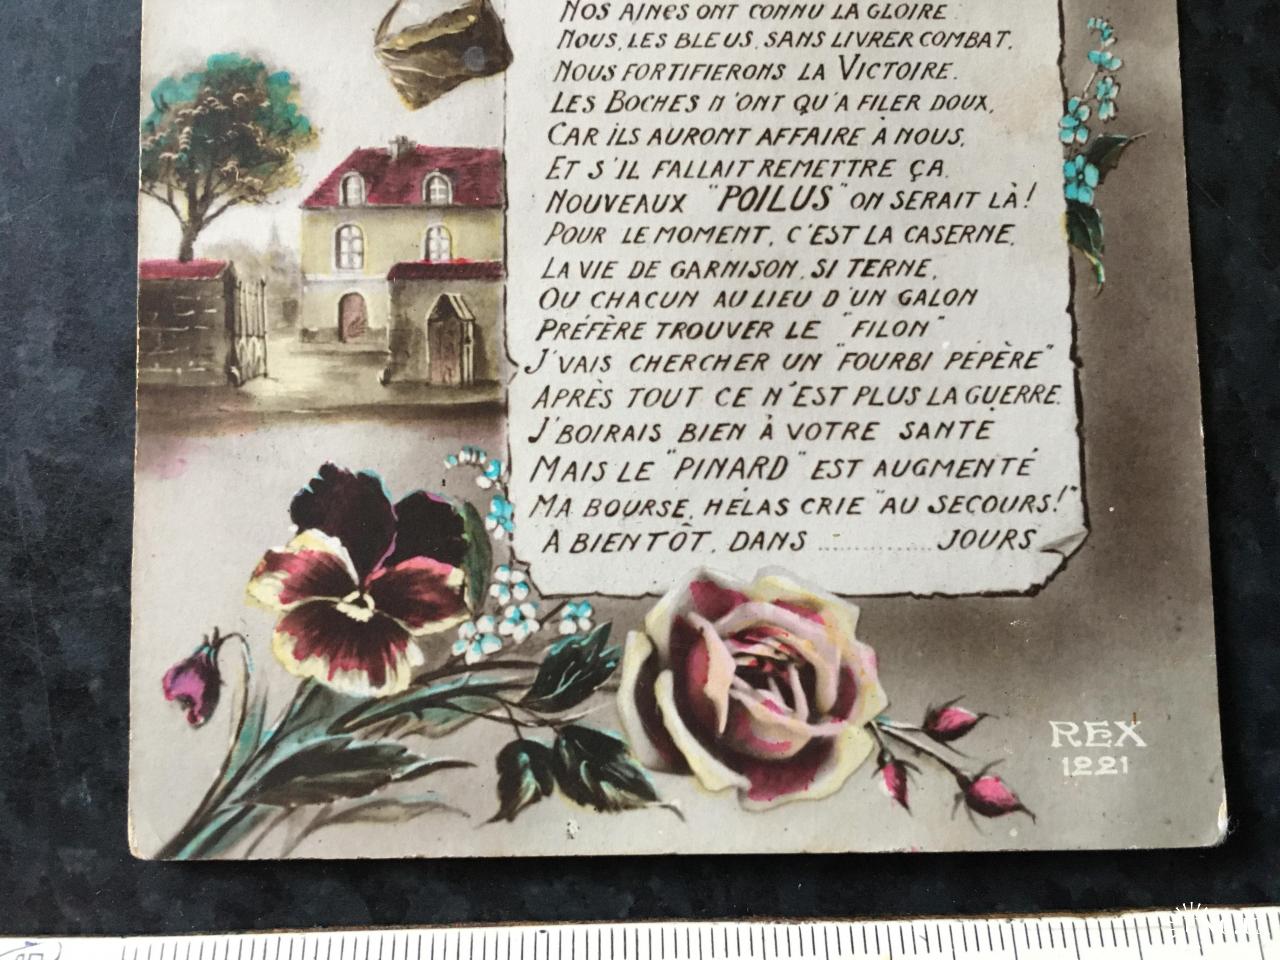 NOS AINES ONT CONNU LA GLOIRE
NOUS, LES BLEUS, SANS LIVRER COMBAT,
NOUS FORTIFIERONS LA VICTOIRE.
LES BOCHES N'ONT QU'A FILER DOUX,
CAR ILS AURONT AFFAIRE À NOUS,
ET S'IL FALLAIT REMETTRE ÇA.
NOUVEAUX "POILUS" ON SERAIT LÀ!
POUR LE MOMENT, C'EST LA CASERNE,
LA VIE DE GARNISON, SI TERNE,
OU CHACUN AU LIEU D'UN GALON
PRÉFÈRE TROUVER LE "FILON"
J'VAIS CHERCHER UN "FOURBI PÉPÈRE"
APRÈS TOUT CE N'EST PLUS LA GUERRE.
J'BOIRAIS BIEN À VOTRE SANTÉ
MAIS LE "PINARD" EST AUGMENTÉ
MA BOURSE, HÉLAS CRIE "AU SECOURS!"
A BIENTÔT, DANS ............. JOURS
REX
1221